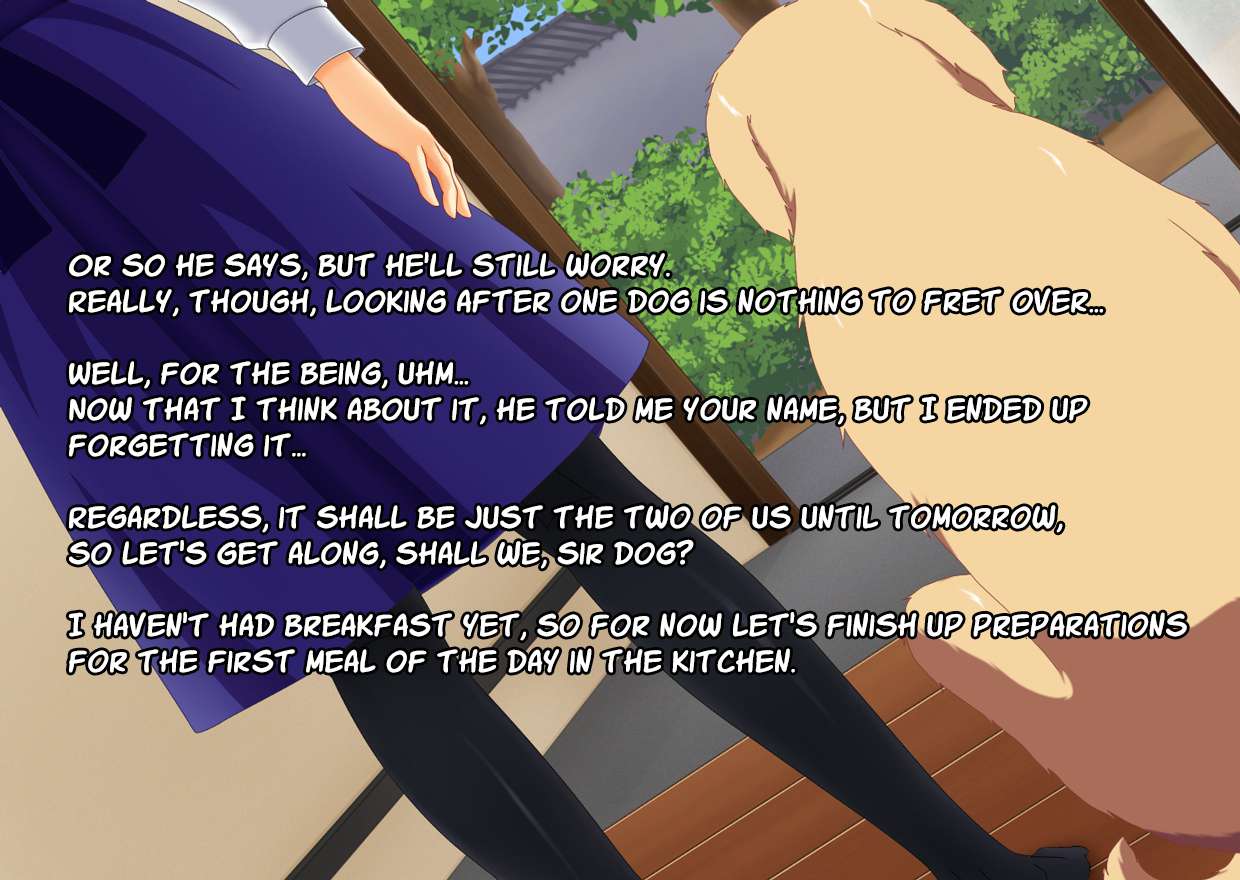 OR SO HE SAYS, BUT HE'LL STILL WORRY.
REALLY, THOUGH, LOOKING AFTER ONE DOG IS NOTHING TO FRET OVER...
WELL, FOR THE BEING, UHM...
NOW THAT I THINK ABOUT IT, HE TOLD ME YOUR NAME, BUT I ENDED UP
FORGETTING IT...
REGARDLESS, IT SHALL BE JUST THE TWO OF US UNTIL TOMORROW,
SO LET'S GET ALONG, SHALL WE, SIR DOG?
I HAVEN'T HAD BREAKFAST YET, SO FOR NOW LET'S FINISH UP PREPARATIONS
FOR THE FIRST MEAL OF THE DAY IN THE KITCHEN.